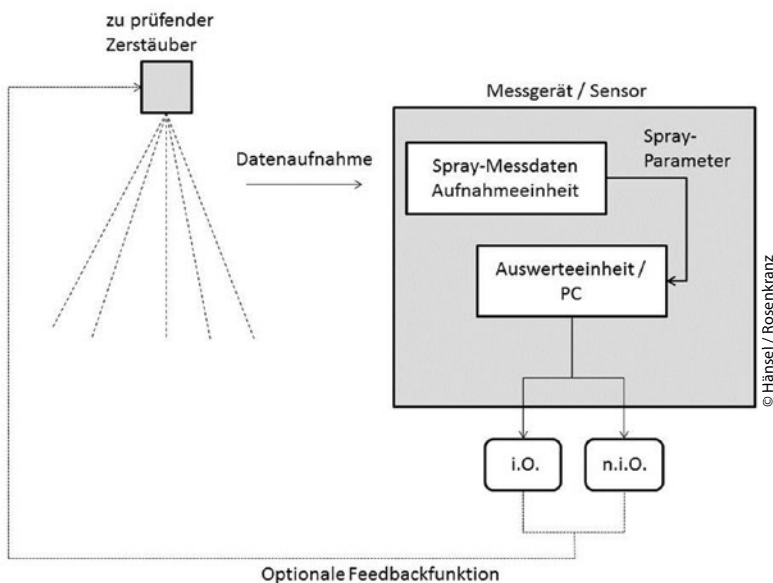 zu prüfender
Zerstäuber
Messgerät / Sensor
Datenaufnahme
Spray-Messdaten
Aufnahmeeinheit
Spray-
Parameter
Auswerteeinheit /
PC
i.O.
n.i.O.
Optionale Feedbackfunktion
© Hänsel / Rosenkranz